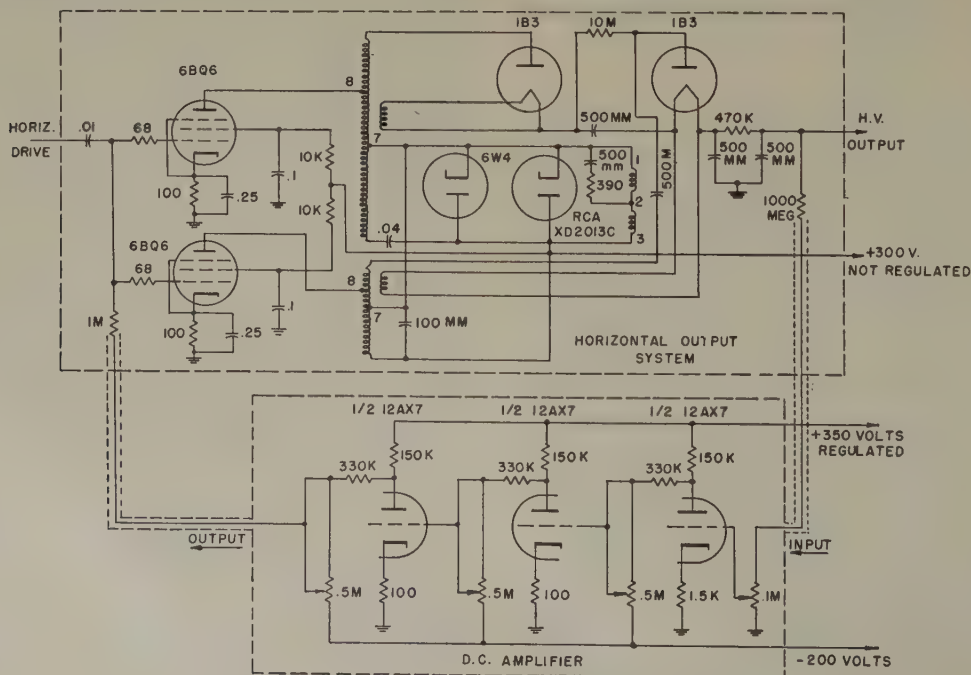 1B3
10 M
1B3
6BQ6
8
HORIZ.
DRIVE
.01
68
7
500 MM
470 K
H.V.
OUTPUT
10K
500 MM
500 MM
100
.25
.1
6W4
500
mm
390
1
2
3
500 M
1000
MEG
10K
RCA
XD2013C
.04
6BQ6
+300 V.
NOT REGULATED
68
8
7
1M
100
.25
.1
100 MM
HORIZONTAL OUTPUT
SYSTEM
1/2 12AX7
1/2 12AX7
1/2 12AX7
+350 VOLTS
REGULATED
150K
150K
150K
330K
330K
330K
OUTPUT
INPUT
.5M
100
.5M
100
.5M
1.5 K
.1M
D.C. AMPLIFIER
-200 VOLTS